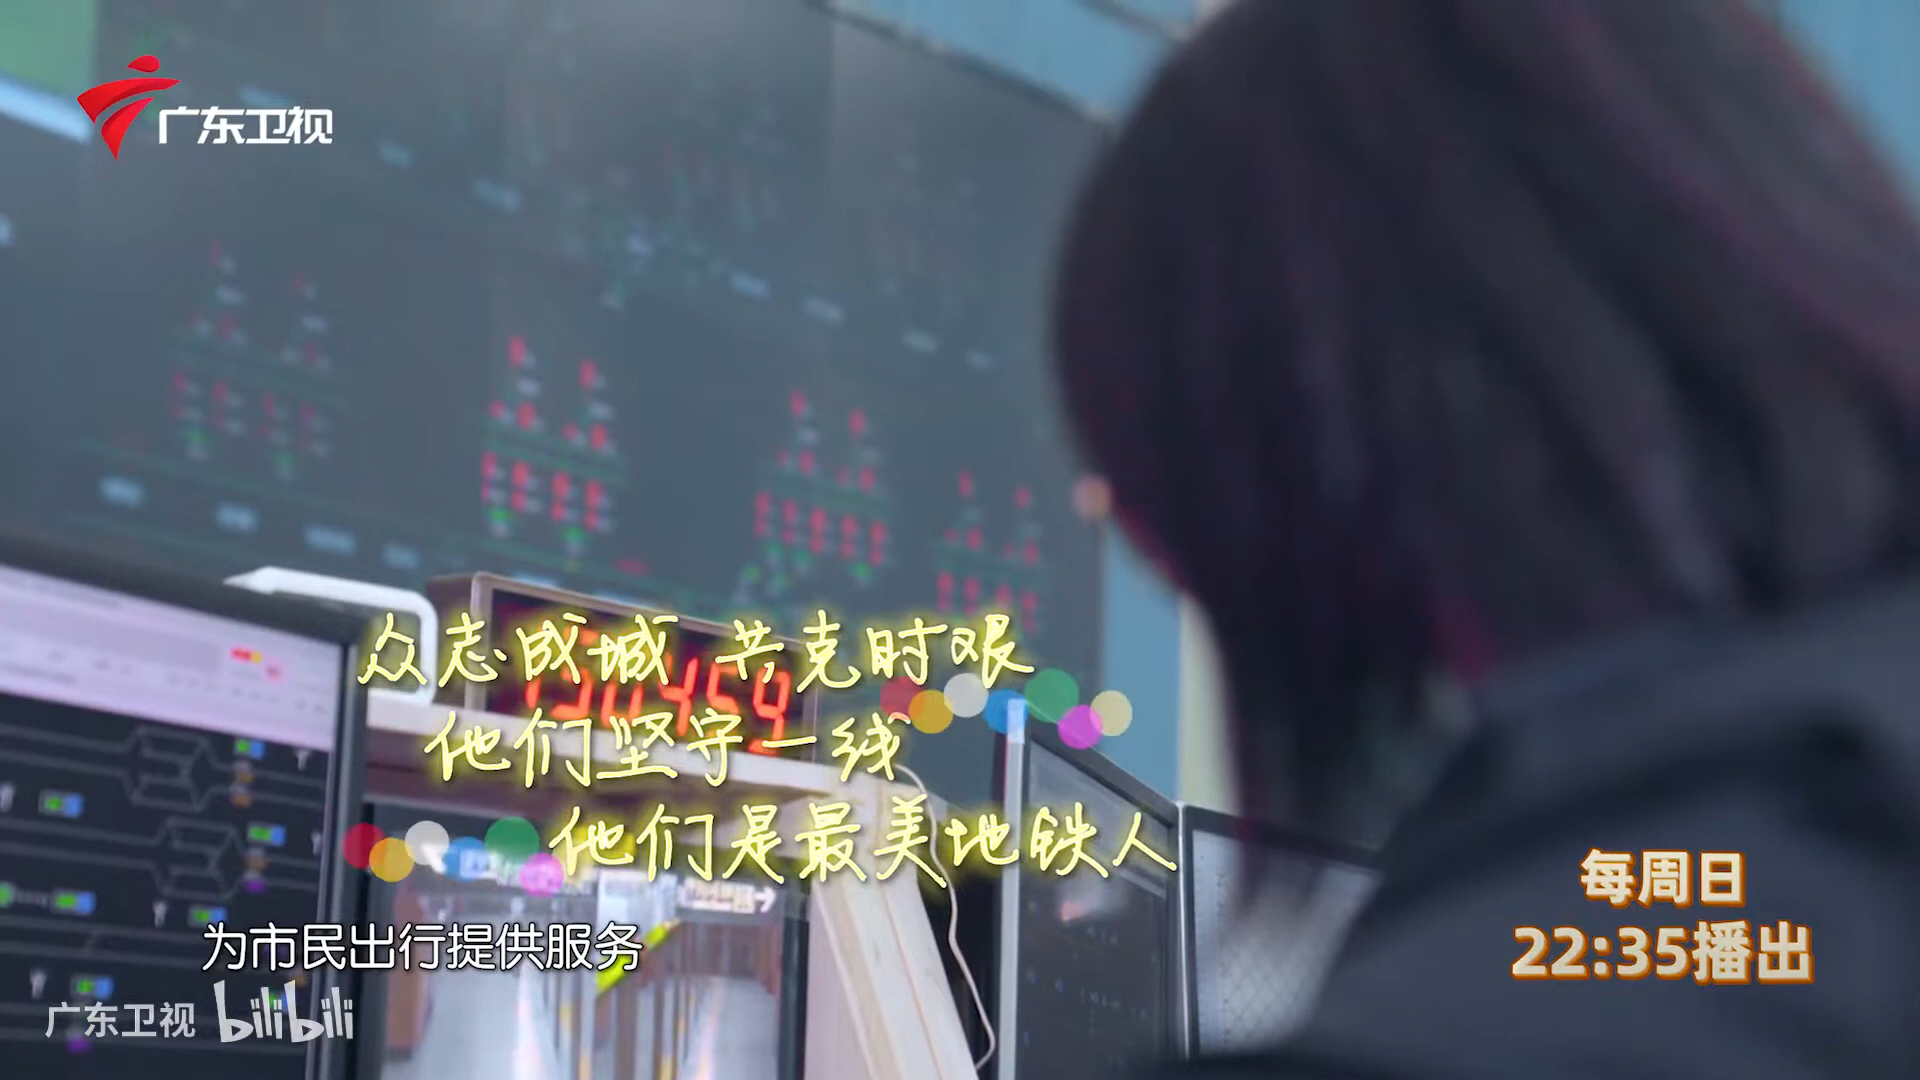 广东卫视
众志成城 共克时艰
他们坚守一线
他们是最美地铁人
为市民出行提供服务
每周日
22:35播出
广东卫视 bilibili